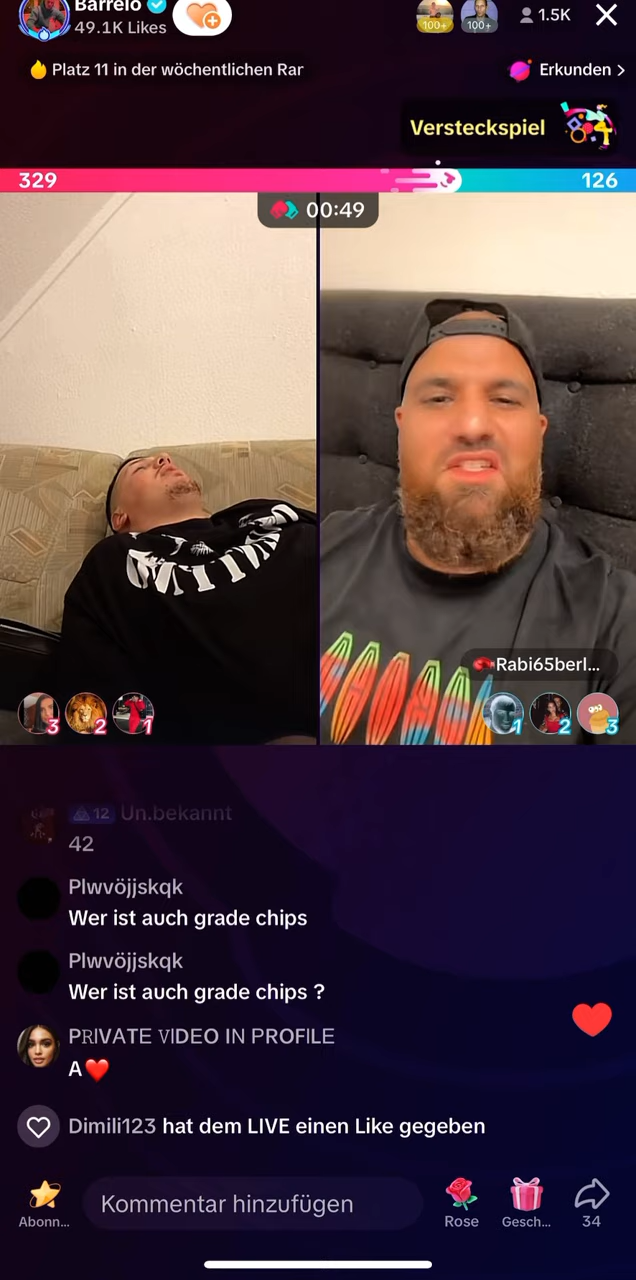 Barrelo
49.1K Likes
100+
100+
1.5K
Platz 11 in der wöchentlichen Ran
Erkunden >
Versteckspiel
329
126
00:49
Rabi65berl...
3
2
1
1
2
3
12 Un.bekannt
42
Plwvöjjskqk
Wer ist auch grade chips
Plwvöjjskqk
Wer ist auch grade chips ?
PRIVATE VIDEO IN PROFILE
A❤️
Dimili123 hat dem LIVE einen Like gegeben
Kommentar hinzufügen
Abonn...
Rose
Gesch...
34